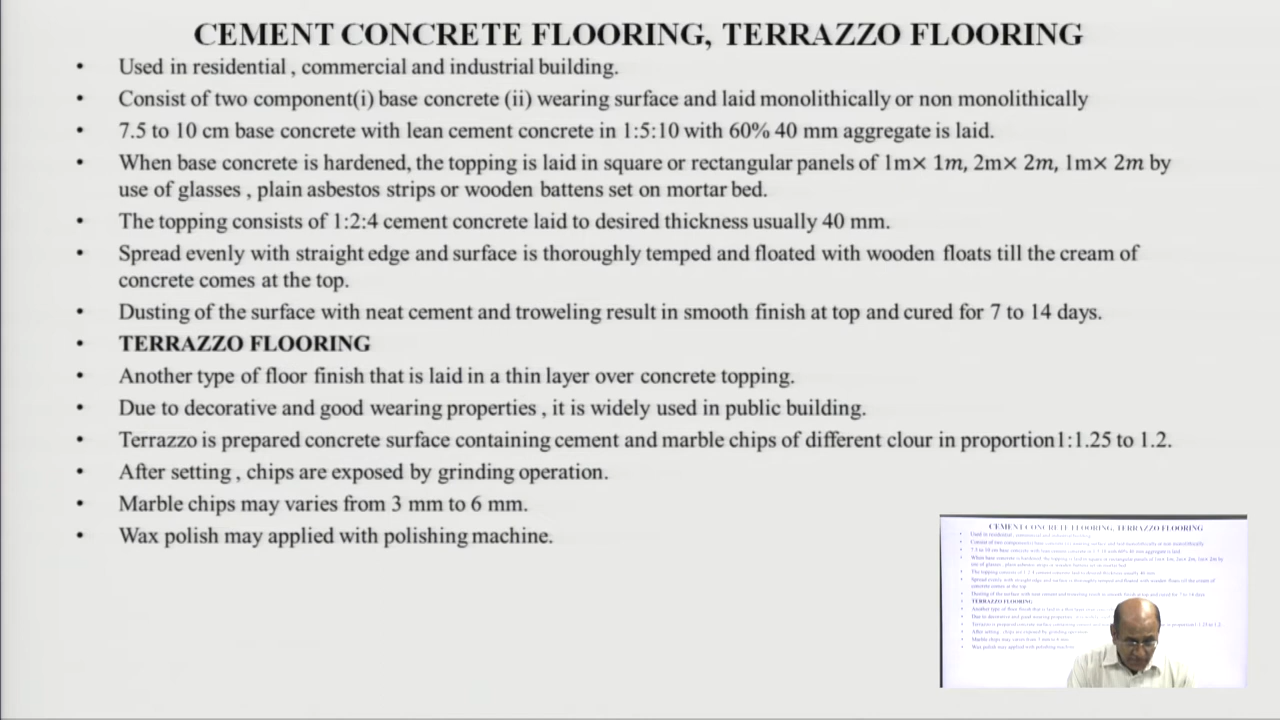 CEMENT CONCRETE FLOORING, TERRAZZO FLOORING
• Used in residential , commercial and industrial building.
• Consist of two component(i) base concrete (ii) wearing surface and laid monolithically or non monolithically
• 7.5 to 10 cm base concrete with lean cement concrete in 1:5:10 with 60% 40 mm aggregate is laid.
• When base concrete is hardened, the topping is laid in square or rectangular panels of 1m× 1m, 2m× 2m, 1m× 2m by
use of glasses , plain asbestos strips or wooden battens set on mortar bed.
• The topping consists of 1:2:4 cement concrete laid to desired thickness usually 40 mm.
• Spread evenly with straight edge and surface is thoroughly temped and floated with wooden floats till the cream of
concrete comes at the top.
• Dusting of the surface with neat cement and troweling result in smooth finish at top and cured for 7 to 14 days.
• TERRAZZO FLOORING
• Another type of floor finish that is laid in a thin layer over concrete topping.
• Due to decorative and good wearing properties , it is widely used in public building.
• Terrazzo is prepared concrete surface containing cement and marble chips of different clour in proportion1:1.25 to 1.2.
• After setting , chips are exposed by grinding operation.
• Marble chips may varies from 3 mm to 6 mm.
• Wax polish may applied with polishing machine.
CEMENT CONCRETE FLOORING, TERRAZZO FLOORING